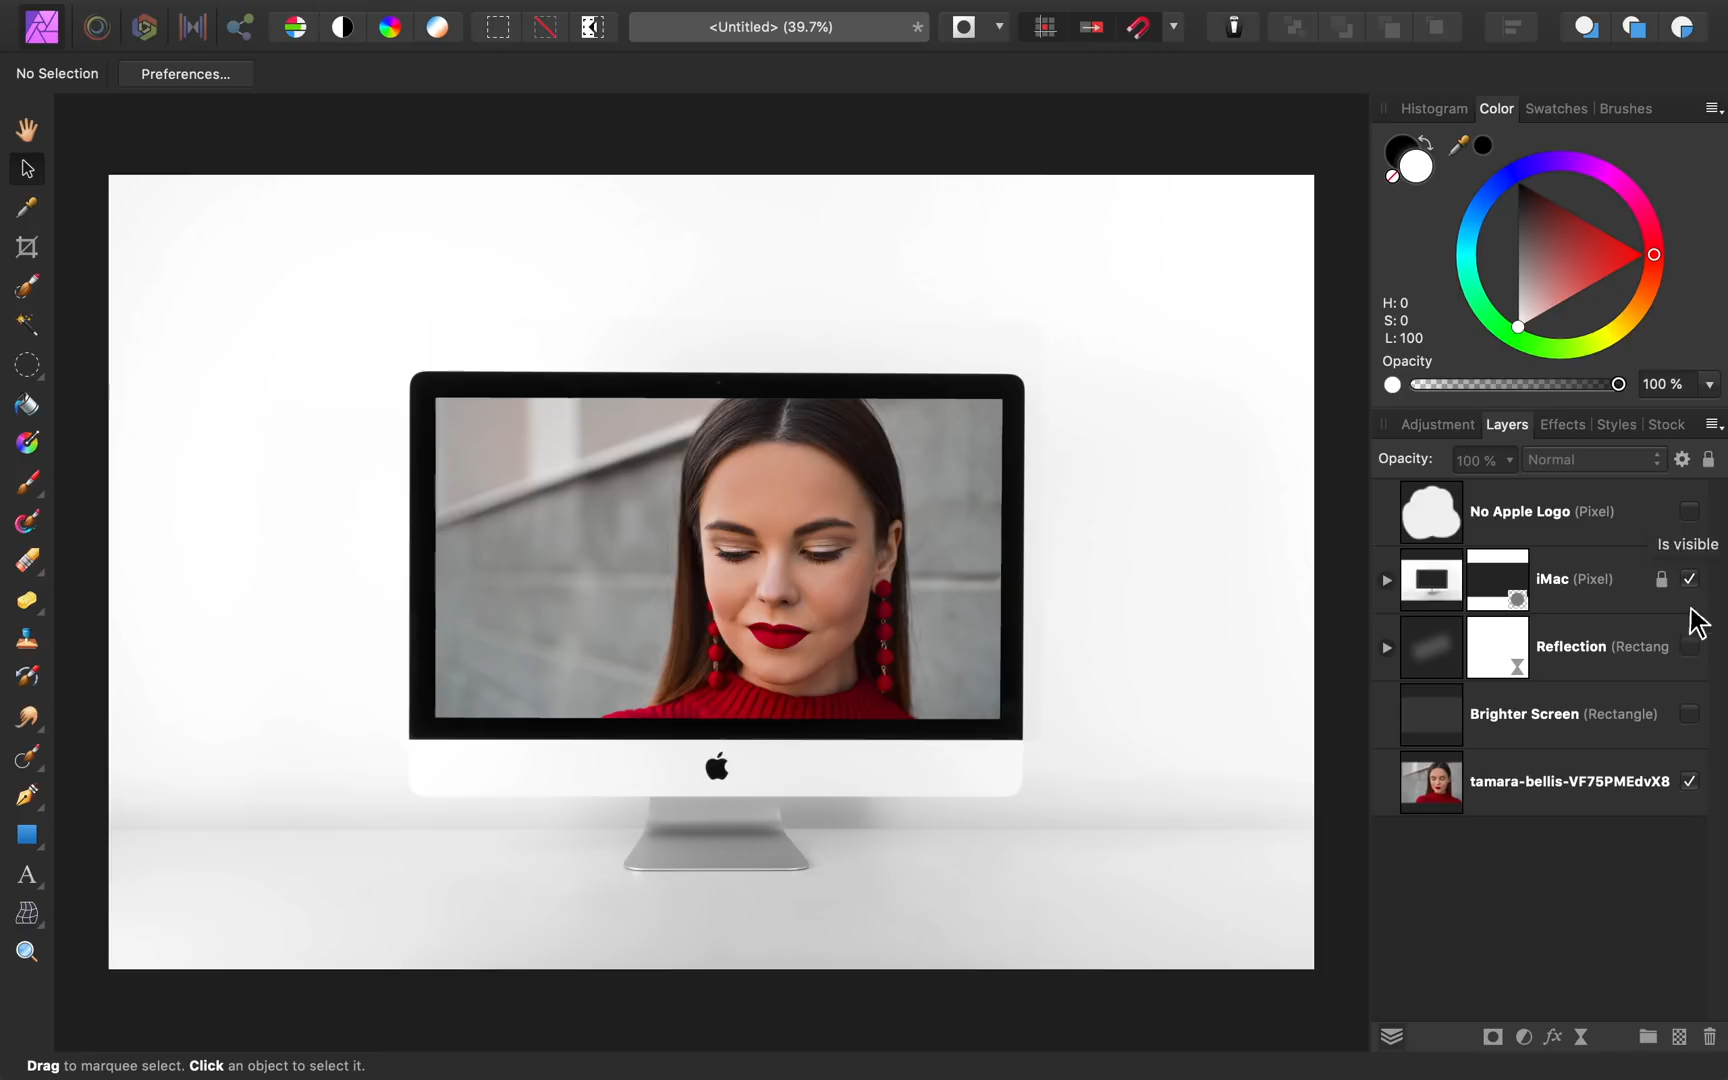 <Untitled> (39.7%)
*
No Selection
Preferences...
Histogram
Color
Swatches
Brushes
H: 0
S: 0
L: 100
Opacity
100 %
Adjustment
Layers
Effects
Styles
Stock
Opacity:
100 %
Normal
No Apple Logo (Pixel)
Is visible
iMac (Pixel)
Reflection (Rectang
Brighter Screen (Rectangle)
tamara-bellis-VF75PMEdvX8
A
fx
Drag to marquee select. Click an object to select it.